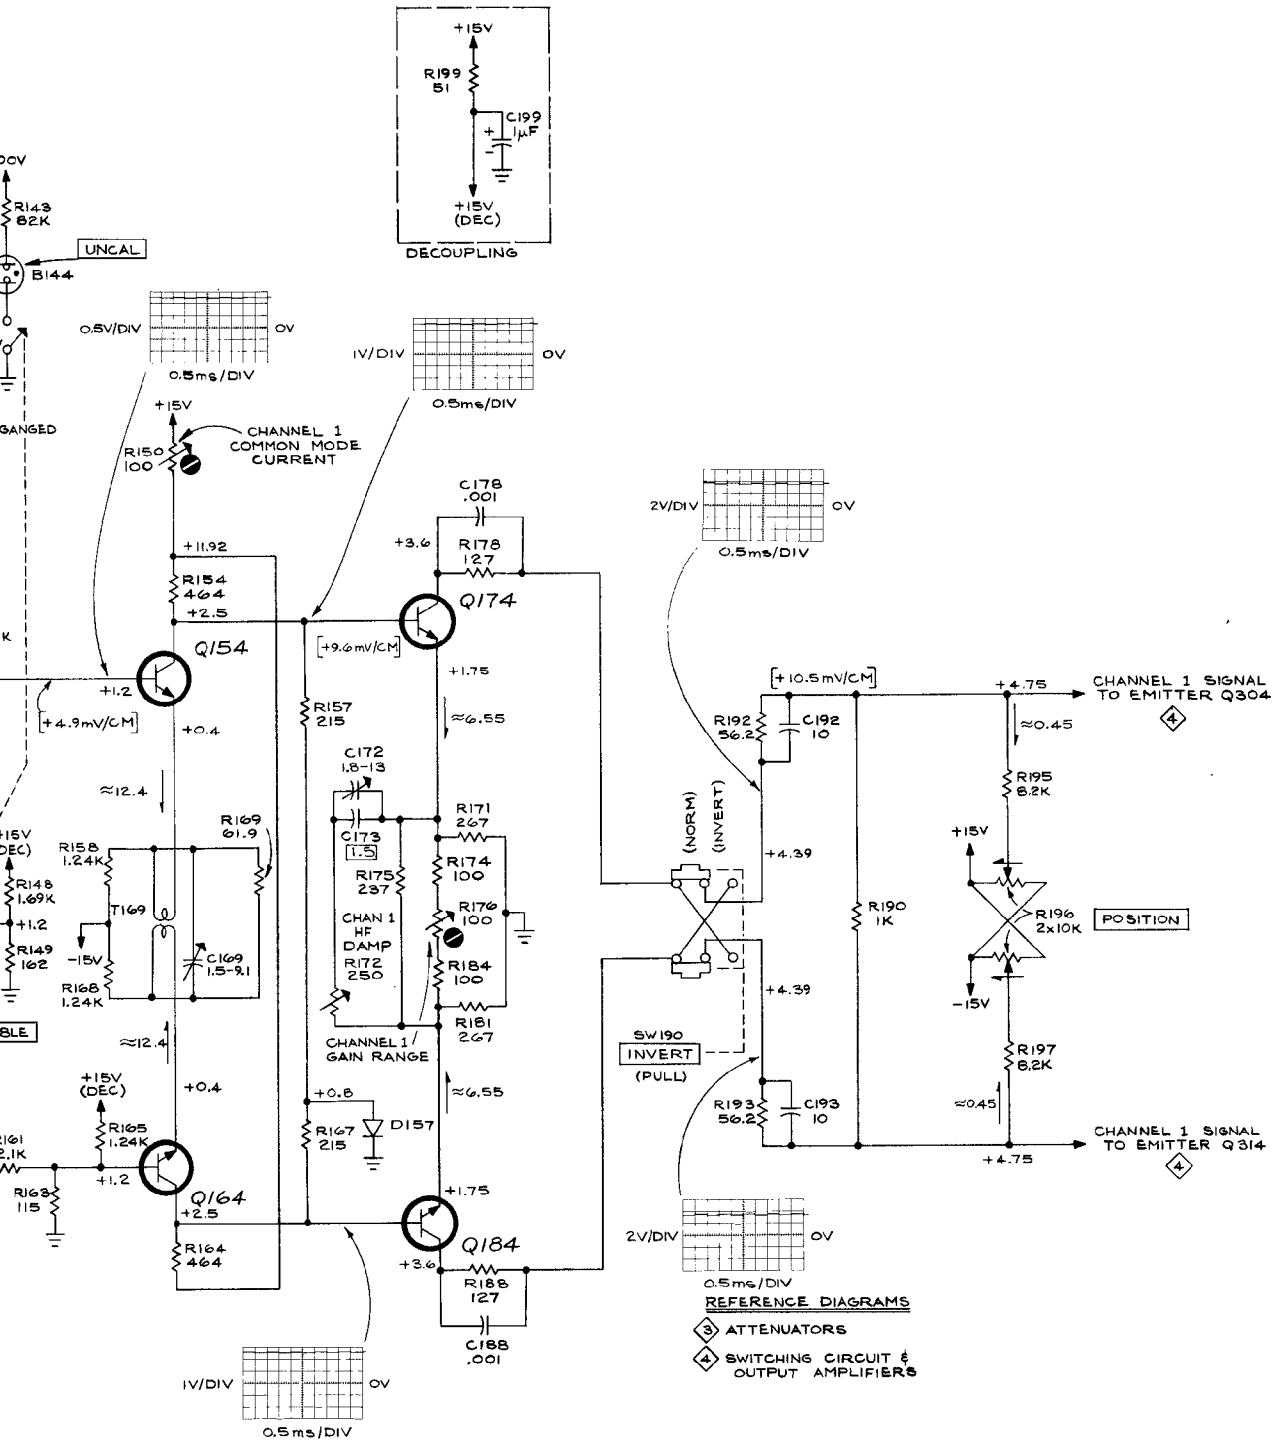 +15V
R199
51
C199
1µF
+
-
+15V
(DEC)
DECOUPLING
R143
82K
UNCAL
B144
0.5V/DIV
0V
0.5ms/DIV
1V/DIV
0V
0.5ms/DIV
GANGED
+15V
R150
100
CHANNEL 1
COMMON MODE
CURRENT
+11.92
R154
464
+2.5
Q154
+1.2
[+4.9mV/CM]
+0.4
≈12.4
K
C178
.001
+3.6
R178
127
Q174
[+9.6mV/CM]
+1.75
≈6.55
R157
215
2V/DIV
0V
0.5ms/DIV
[+10.5mV/CM]
+4.75
CHANNEL 1 SIGNAL
TO EMITTER Q304
4
≈0.45
R192
56.2
C192
10
R195
8.2K
C172
1.8-13
C173
1.5
R171
267
R174
100
R175
237
R176
100
CHAN 1
HF
DAMP
R172
250
R184
100
R181
267
CHANNEL 1
GAIN RANGE
R169
61.9
R158
1.24K
T169
-15V
R168
1.24K
C169
1.5-9.1
+15V
(DEC)
R148
1.69K
+1.2
R149
162
(NORM)
(INVERT)
+4.39
+15V
R190
1K
R196
2x10K
POSITION
-15V
+4.39
SW190
INVERT
(PULL)
R197
8.2K
≈12.4
+0.4
+15V
(DEC)
R165
1.24K
+1.2
R163
115
Q164
+2.5
R164
464
+0.8
R167
215
D157
≈6.55
+1.75
Q184
+3.6
R188
127
C188
.001
R193
56.2
C193
10
≈0.45
+4.75
CHANNEL 1 SIGNAL
TO EMITTER Q314
4
2V/DIV
0V
0.5ms/DIV
1V/DIV
0V
0.5ms/DIV
REFERENCE DIAGRAMS
3 ATTENUATORS
4 SWITCHING CIRCUIT &
OUTPUT AMPLIFIERS